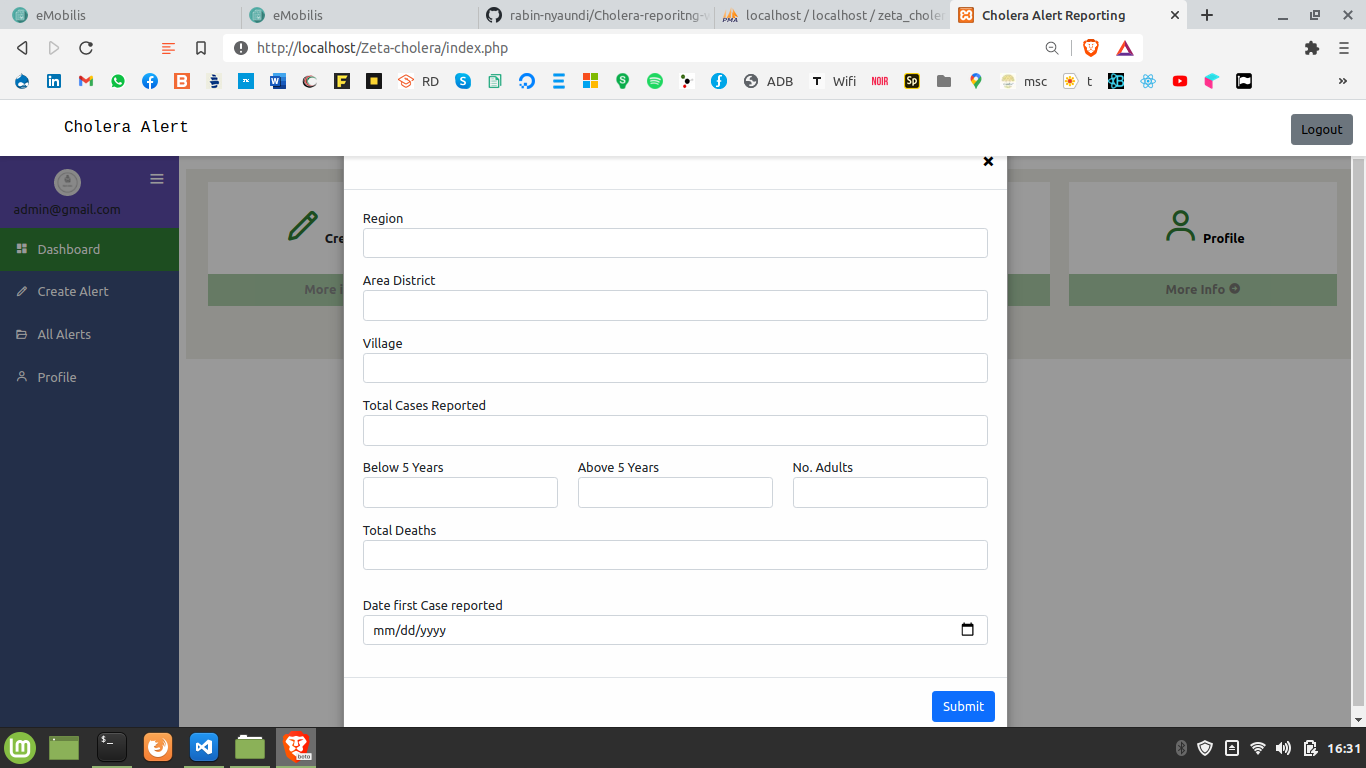 eMobilis
eMobilis
rabin-nyaundi/Cholera-reporitng-
localhost / localhost / zeta_choler
Cholera Alert Reporting
http://localhost/Zeta-cholera/index.php
RD
ADB
T
Wifi
NOIR
Sp
msc
t
Cholera Alert
Logout
admin@gmail.com
Dashboard
Create Alert
All Alerts
Profile
Cre
More i
Profile
More Info
Region
Area District
Village
Total Cases Reported
Below 5 Years
Above 5 Years
No. Adults
Total Deaths
Date first Case reported
mm/dd/yyyy
Submit
16:31